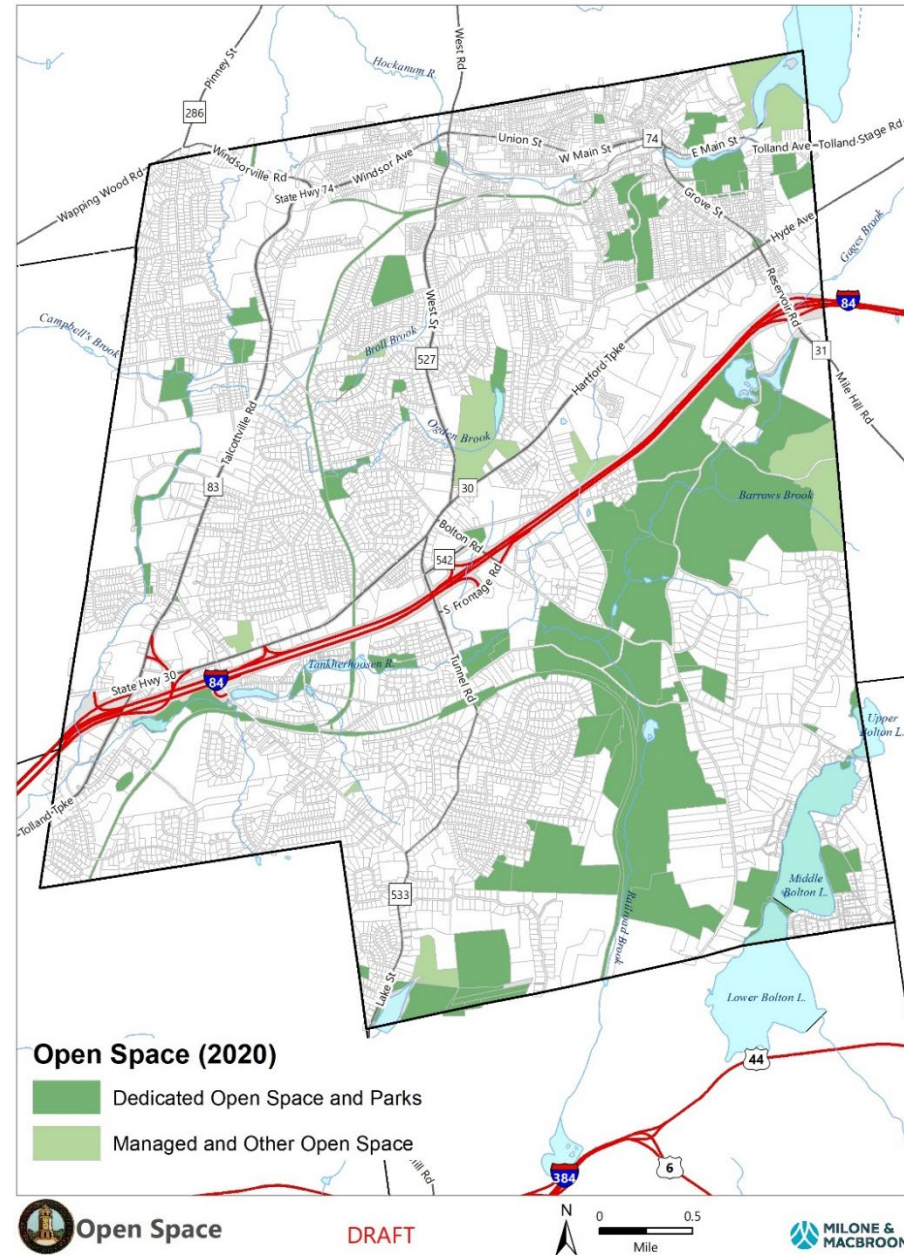 Pinney St
West Rd
Hockanum R.
286
Windsorville Rd
Wapping Wood Rd
State Hwy 74
Windsor Ave
Union St
W Main St
74
E Main St
Tolland Ave
Tolland-Stage Rd
Grove St
Hyde Ave
Gages Brook
Reservoir Rd
84
31
Mile Hill Rd
Campbell's Brook
West St
Broll Brook
527
Hartford-Tpke
Ogden Brook
Talcottville Rd
83
30
Barrows Brook
Bolton Rd
542
S Frontage Rd
Tankherhoosen R.
State Hwy 30
84
Tunnel Rd
Upper
Bolton L.
Tolland-Tpke
Middle
Bolton L.
533
Railroad Brook
Lake St
Lower Bolton L.
44
Open Space (2020)
Dedicated Open Space and Parks
Managed and Other Open Space
6
384
Open Space
DRAFT
N
0 0.5
Mile
MILONE &
MACBROOM